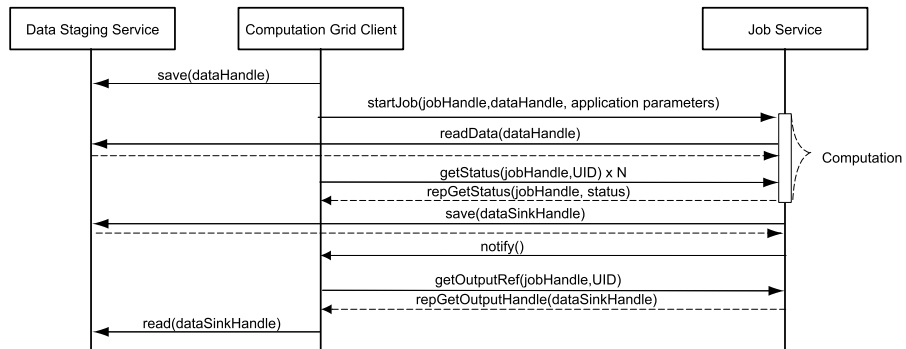 Data Staging Service
Computation Grid Client
Job Service
save(dataHandle)
startJob(jobHandle,dataHandle, application parameters)
readData(dataHandle)
Computation
getStatus(jobHandle,UID) x N
repGetStatus(jobHandle, status)
save(dataSinkHandle)
notify()
getOutputRef(jobHandle,UID)
repGetOutputHandle(dataSinkHandle)
read(dataSinkHandle)